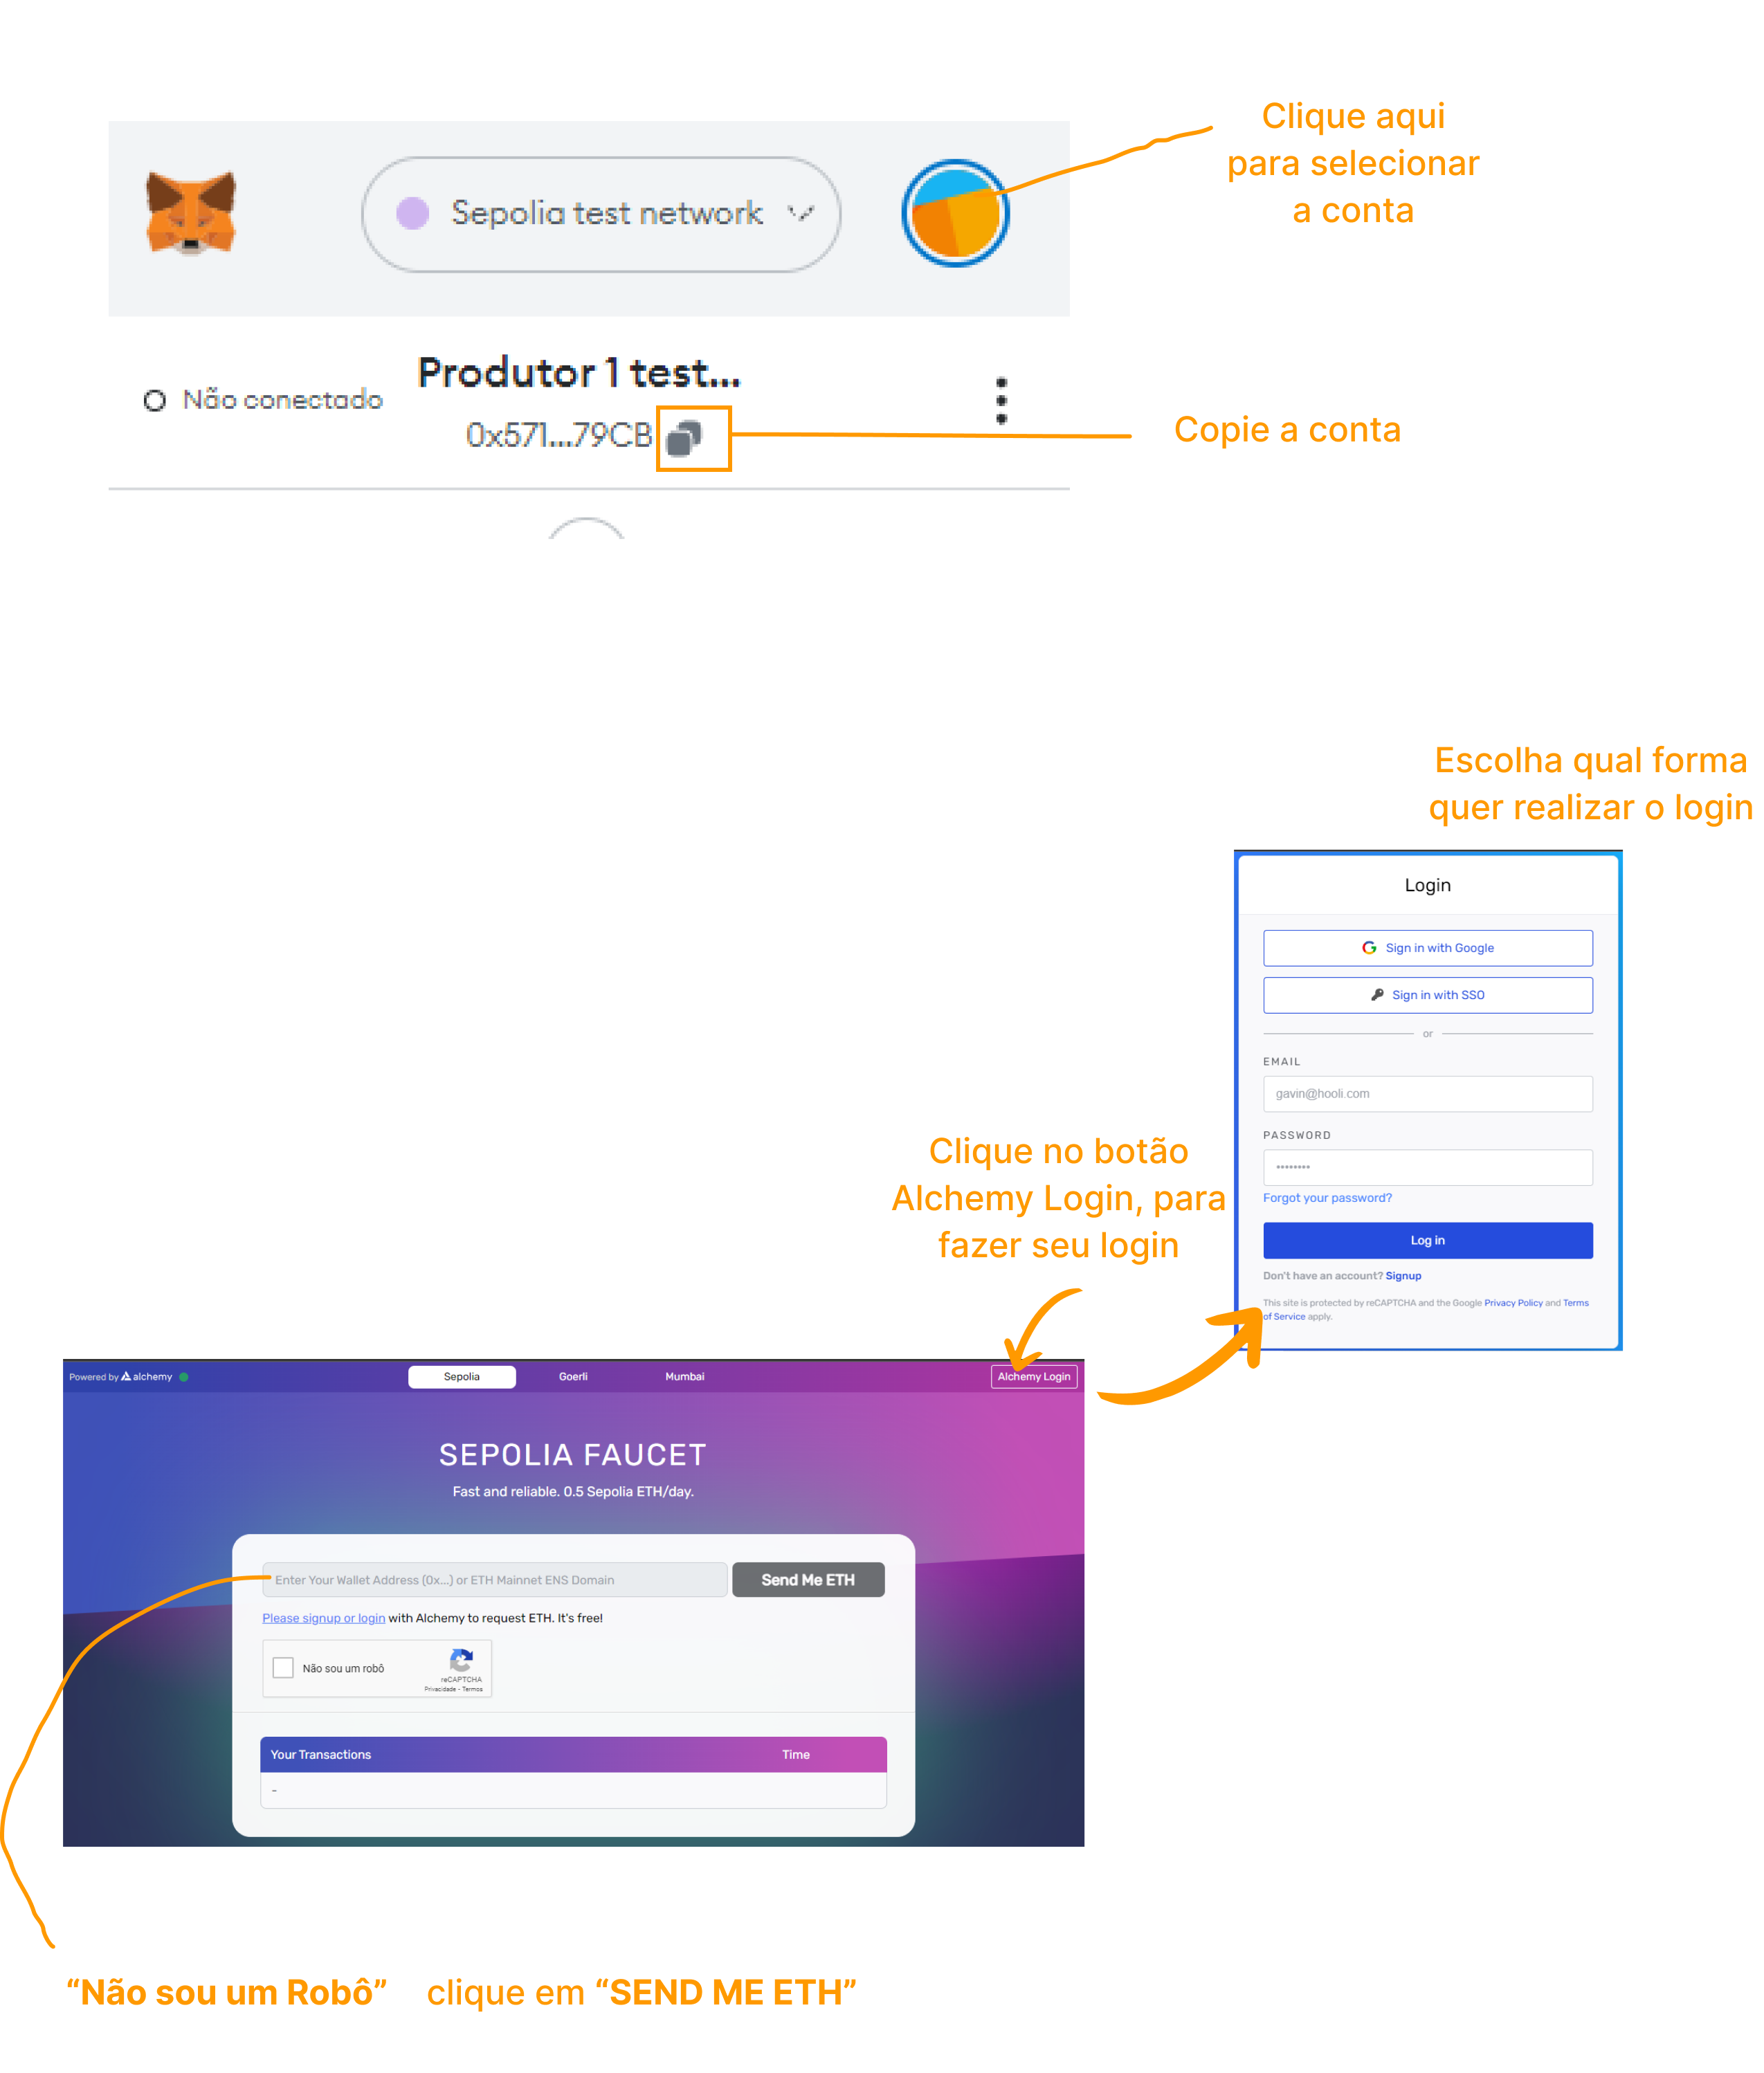 Clique aqui
para selecionar
a conta
Sepolia test network
Produtor 1 test...
Não conectado
0x571...79CB
Copie a conta
Escolha qual forma
quer realizar o login
Login
Sign in with Google
Sign in with SSO
or
EMAIL
gavin@hooli.com
PASSWORD
••••••••
Forgot your password?
Log in
Don't have an account? Signup
This site is protected by reCAPTCHA and the Google Privacy Policy and Terms
of Service apply.
Clique no botão
Alchemy Login, para
fazer seu login
Powered by alchemy
Sepolia
Goerli
Mumbai
Alchemy Login
SEPOLIA FAUCET
Fast and reliable. 0.5 Sepolia ETH/day.
Enter Your Wallet Address (0x...) or ETH Mainnet ENS Domain
Send Me ETH
Please signup or login with Alchemy to request ETH. It's free!
Não sou um robô
reCAPTCHA
Privacidade - Termos
Your Transactions
Time
-
“Não sou um Robô” clique em “SEND ME ETH”